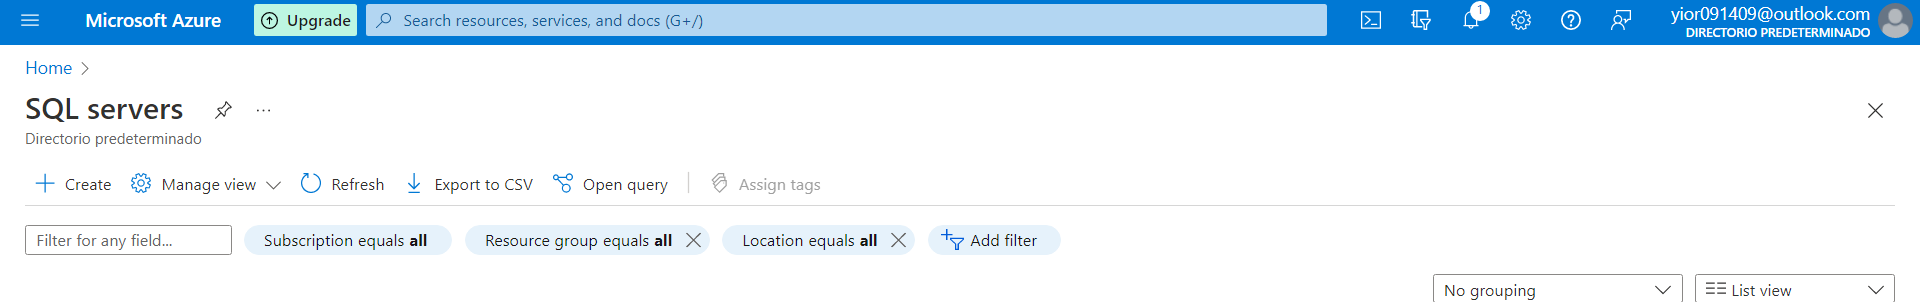 Microsoft Azure Upgrade Search resources, services, and docs (G+/) 1 yior091409@outlook.com
DIRECTORIO PREDETERMINADO
Home
SQL servers ...
Directorio predeterminado
Create Manage view Refresh Export to CSV Open query Assign tags
Filter for any field... Subscription equals all Resource group equals all Location equals all Add filter
No grouping List view